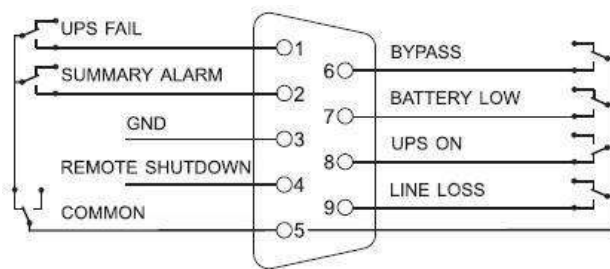 UPS FAIL
1
SUMMARY ALARM
2
GND
3
REMOTE SHUTDOWN
4
COMMON
5
BYPASS
6
BATTERY LOW
7
UPS ON
8
LINE LOSS
9